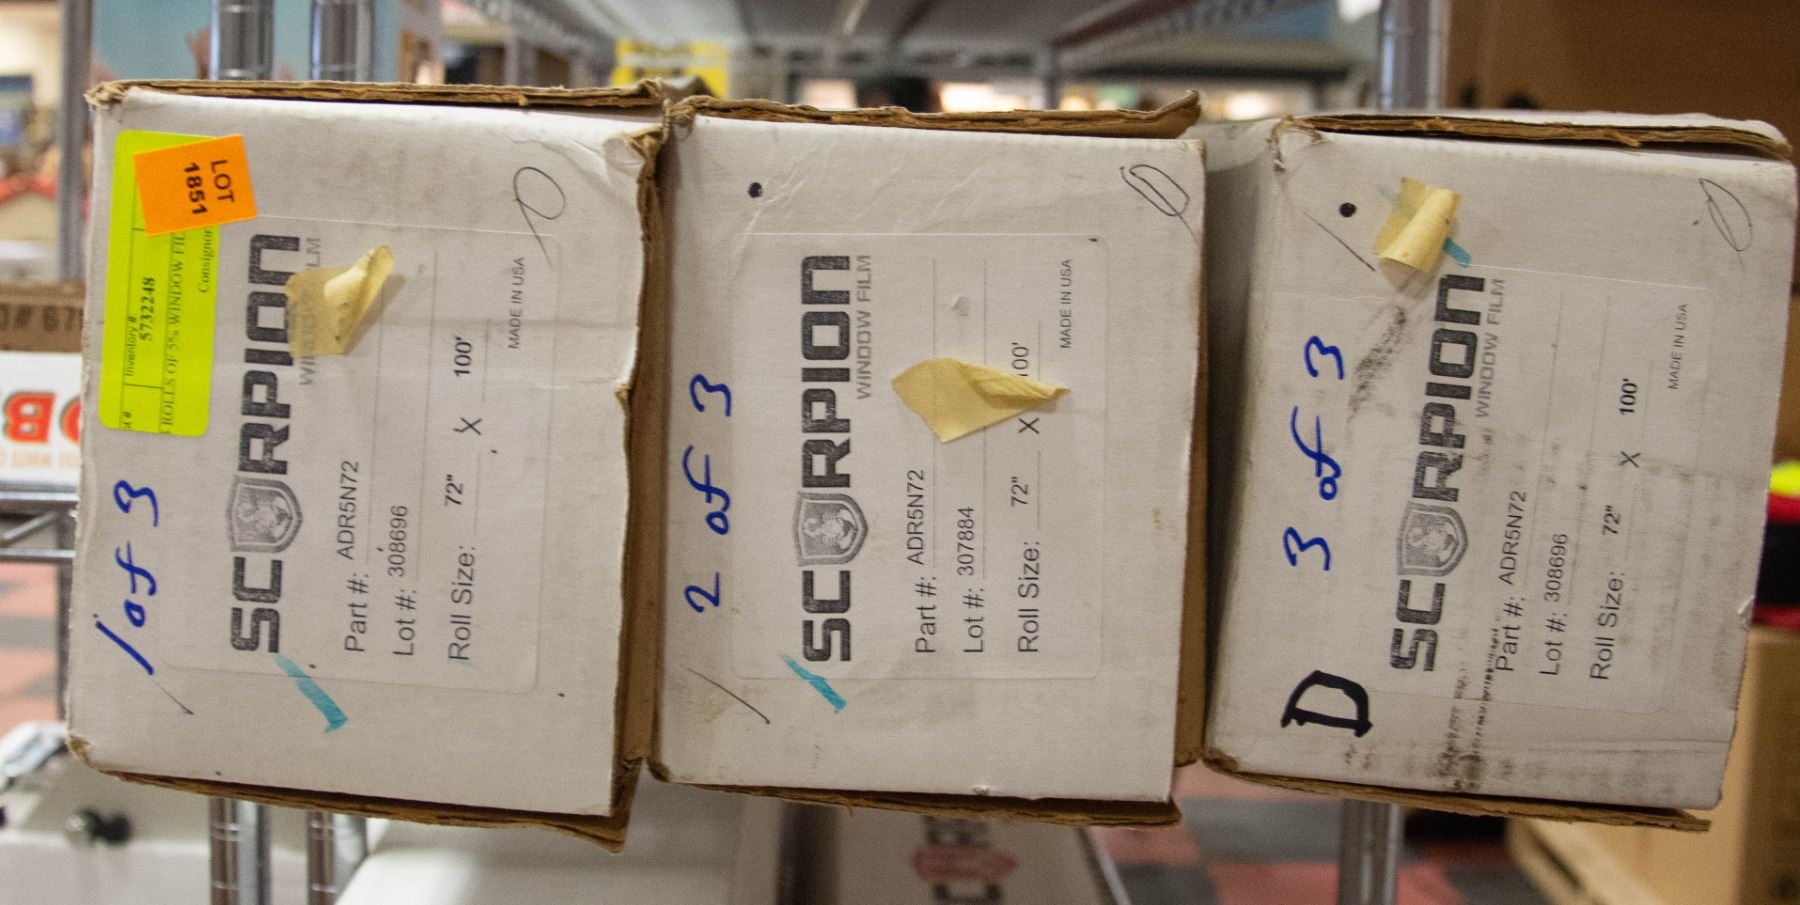 LOT
1851
Inventory #
5732248
ROLLS OF 5% WINDOW FIL
Consignor
1 of 3
SCORPION
WINDOW FILM
Part #: ADR5N72
Lot #: 308696
Roll Size: 72" X 100'
MADE IN USA
2 of 3
SCORPION
WINDOW FILM
Part #: ADR5N72
Lot #: 307884
Roll Size: 72" X 100'
MADE IN USA
3 of 3
D
SCORPION
WINDOW FILM
Part #: ADR5N72
Lot #: 308696
Roll Size: 72" X 100'
MADE IN USA